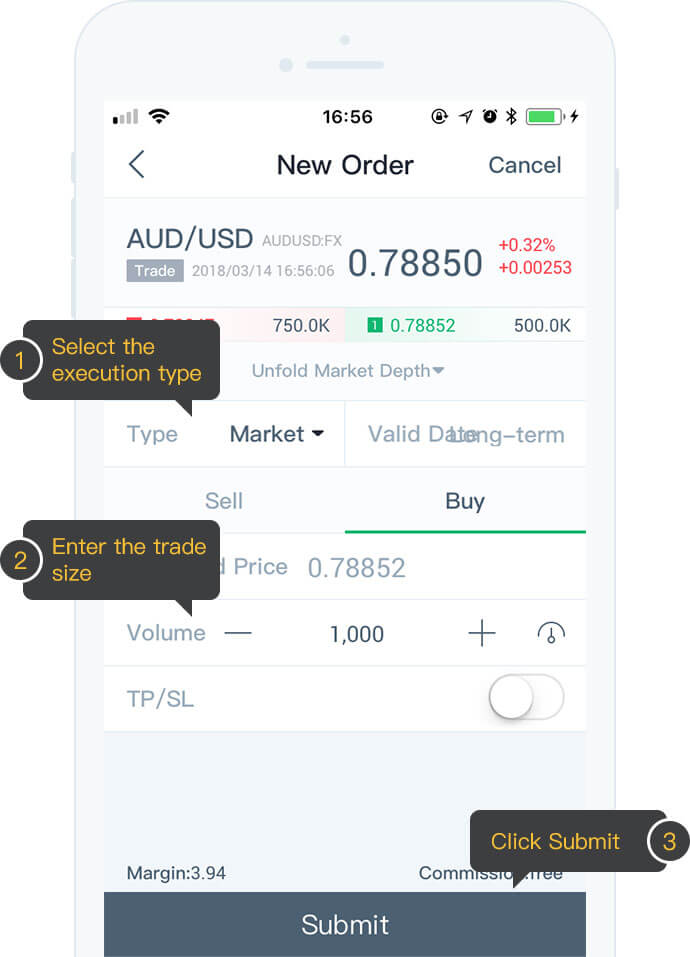 16:56
New Order
Cancel
AUD/USD AUDUSD:FX
0.78850
+0.32%
+0.00253
Trade
2018/03/14 16:56:06
750.0K
1 0.78852
500.0K
1
Select the
execution type
Unfold Market Depth
Type
Market
Valid Date
Long-term
Sell
Buy
2
Enter the trade
size
Price
0.78852
Volume
1,000
TP/SL
Click Submit
3
Margin:3.94
Commission:free
Submit